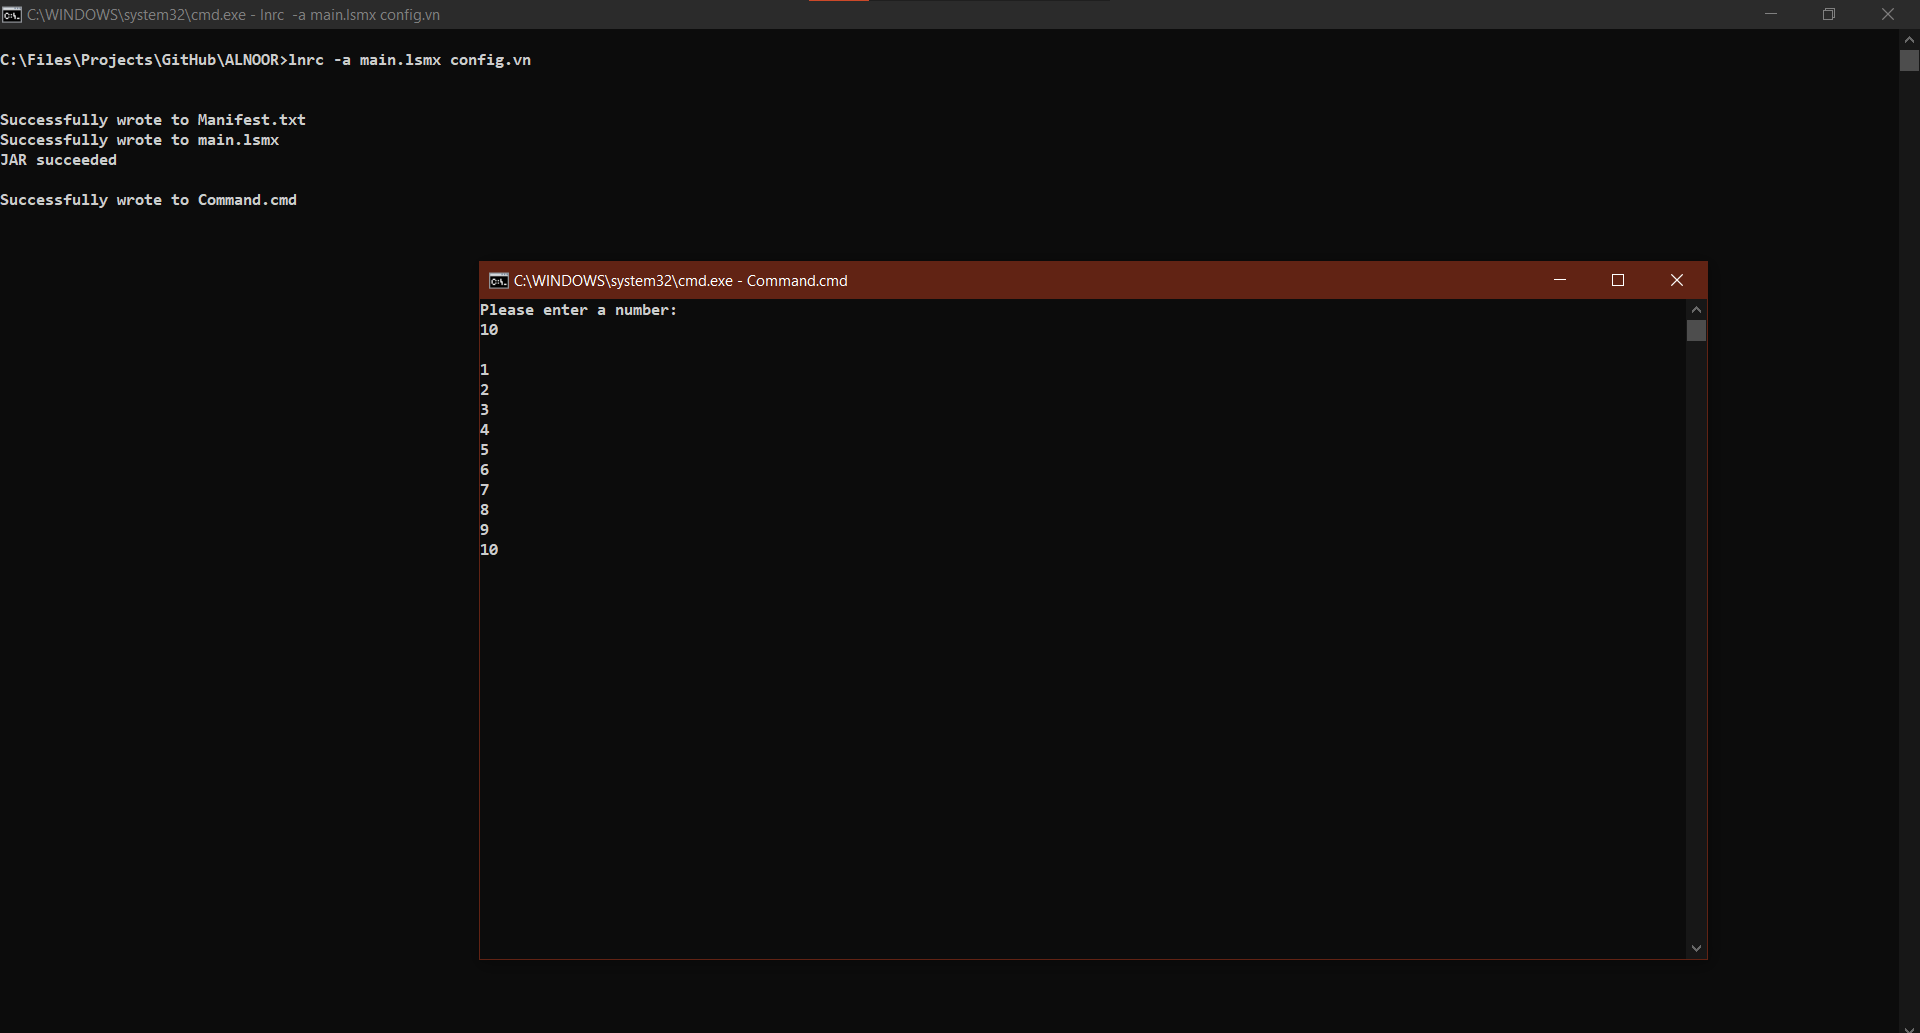 C:\WINDOWS\system32\cmd.exe - lnrc  -a main.lsmx config.vn
C:\Files\Projects\GitHub\ALNOOR>lnrc -a main.lsmx config.vn
Successfully wrote to Manifest.txt
Successfully wrote to main.lsmx
JAR succeeded
Successfully wrote to Command.cmd
C:\WINDOWS\system32\cmd.exe - Command.cmd
Please enter a number:
10
1
2
3
4
5
6
7
8
9
10